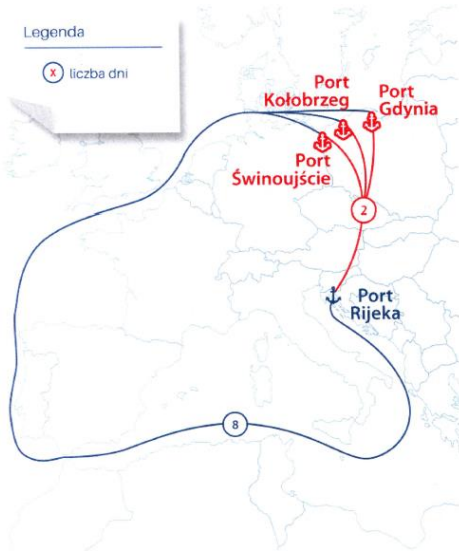 Legenda
x liczba dni
Port
Kołobrzeg
Port
Gdynia
Port
Świnoujście
2
Port
Rijeka
8